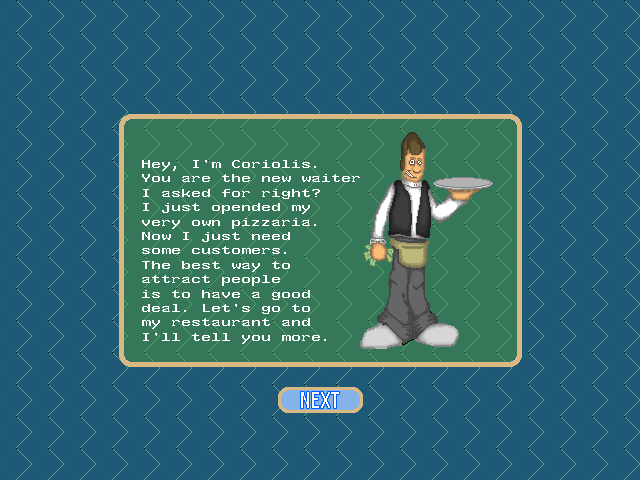 Hey, I'm Coriolis.
You are the new waiter
I asked for right?
I just opended my
very own pizzaria.
Now I just need
some customers.
The best way to
attract people
is to have a good
deal. Let's go to
my restaurant and
I'll tell you more.
NEXT